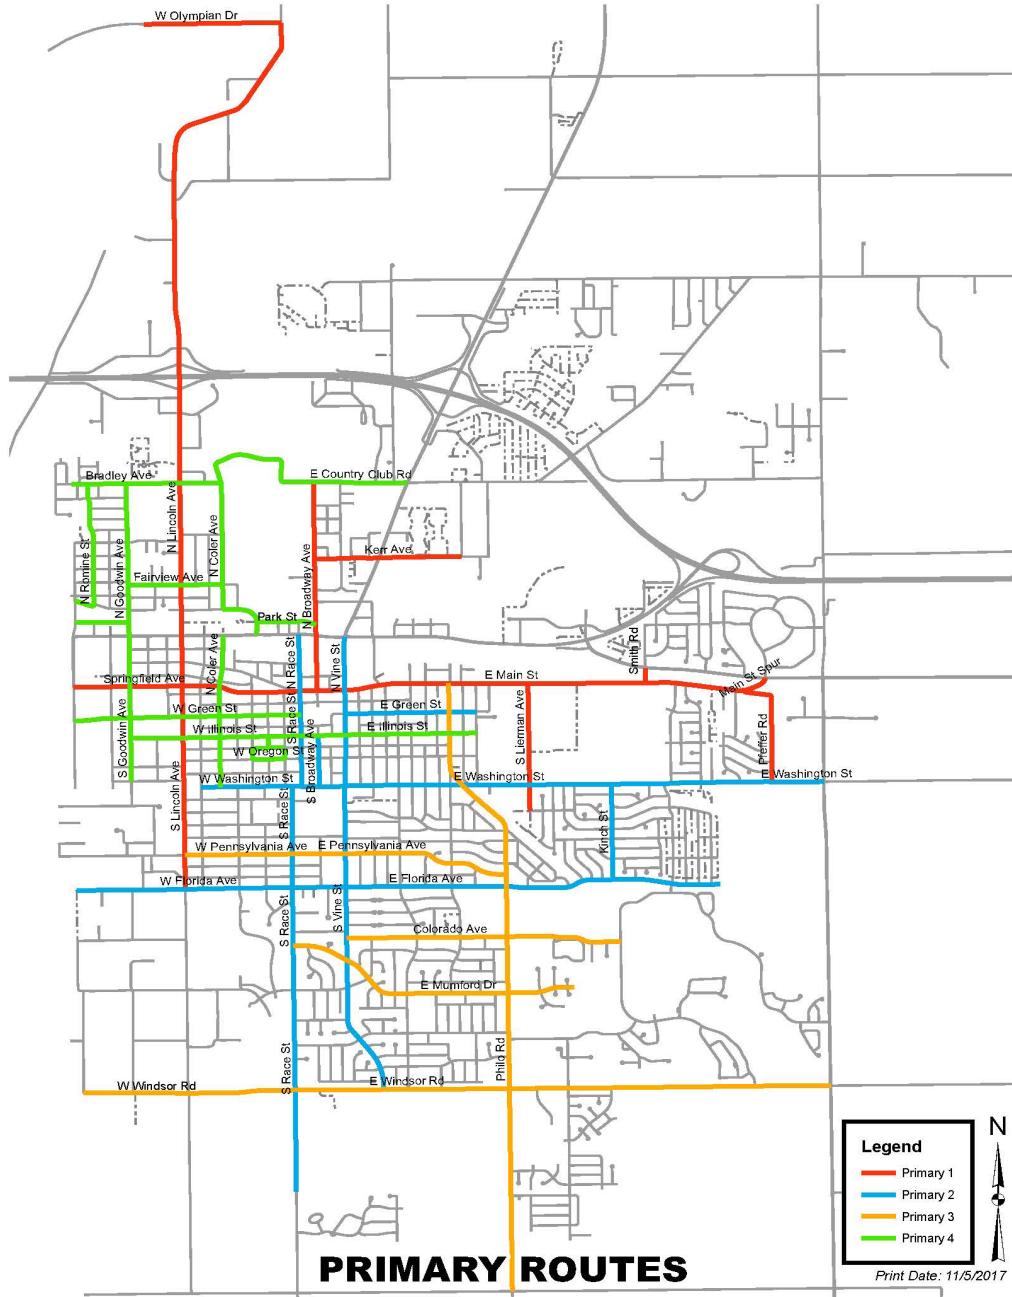 W Olympian Dr
Bradley Ave
E Country Club Rd
N Lincoln Ave
N Coler Ave
N Romine St
N Goodwin Ave
N Broadway Ave
Kerr Ave
Fairview Ave
Park St
N Race St
N Vine St
N Coler Ave
Smith Rd
Springfield Ave
E Main St
Main St Spur
W Green St
E Green St
S Race St
S Goodwin Ave
W Illinois St
E Illinois St
S Lierman Ave
Pfeffer Rd
W Oregon St
S Broadway Ave
W Washington St
E Washington St
E Washington St
S Lincoln Ave
S Race St
Kinch St
W Pennsylvania Ave
E Pennsylvania Ave
W Florida Ave
E Florida Ave
S Race St
S Vine St
Colorado Ave
E Mumford Dr
S Race St
Philo Rd
W Windsor Rd
E Windsor Rd
N
Legend
Primary 1
Primary 2
Primary 3
Primary 4
PRIMARY ROUTES
Print Date: 11/5/2017